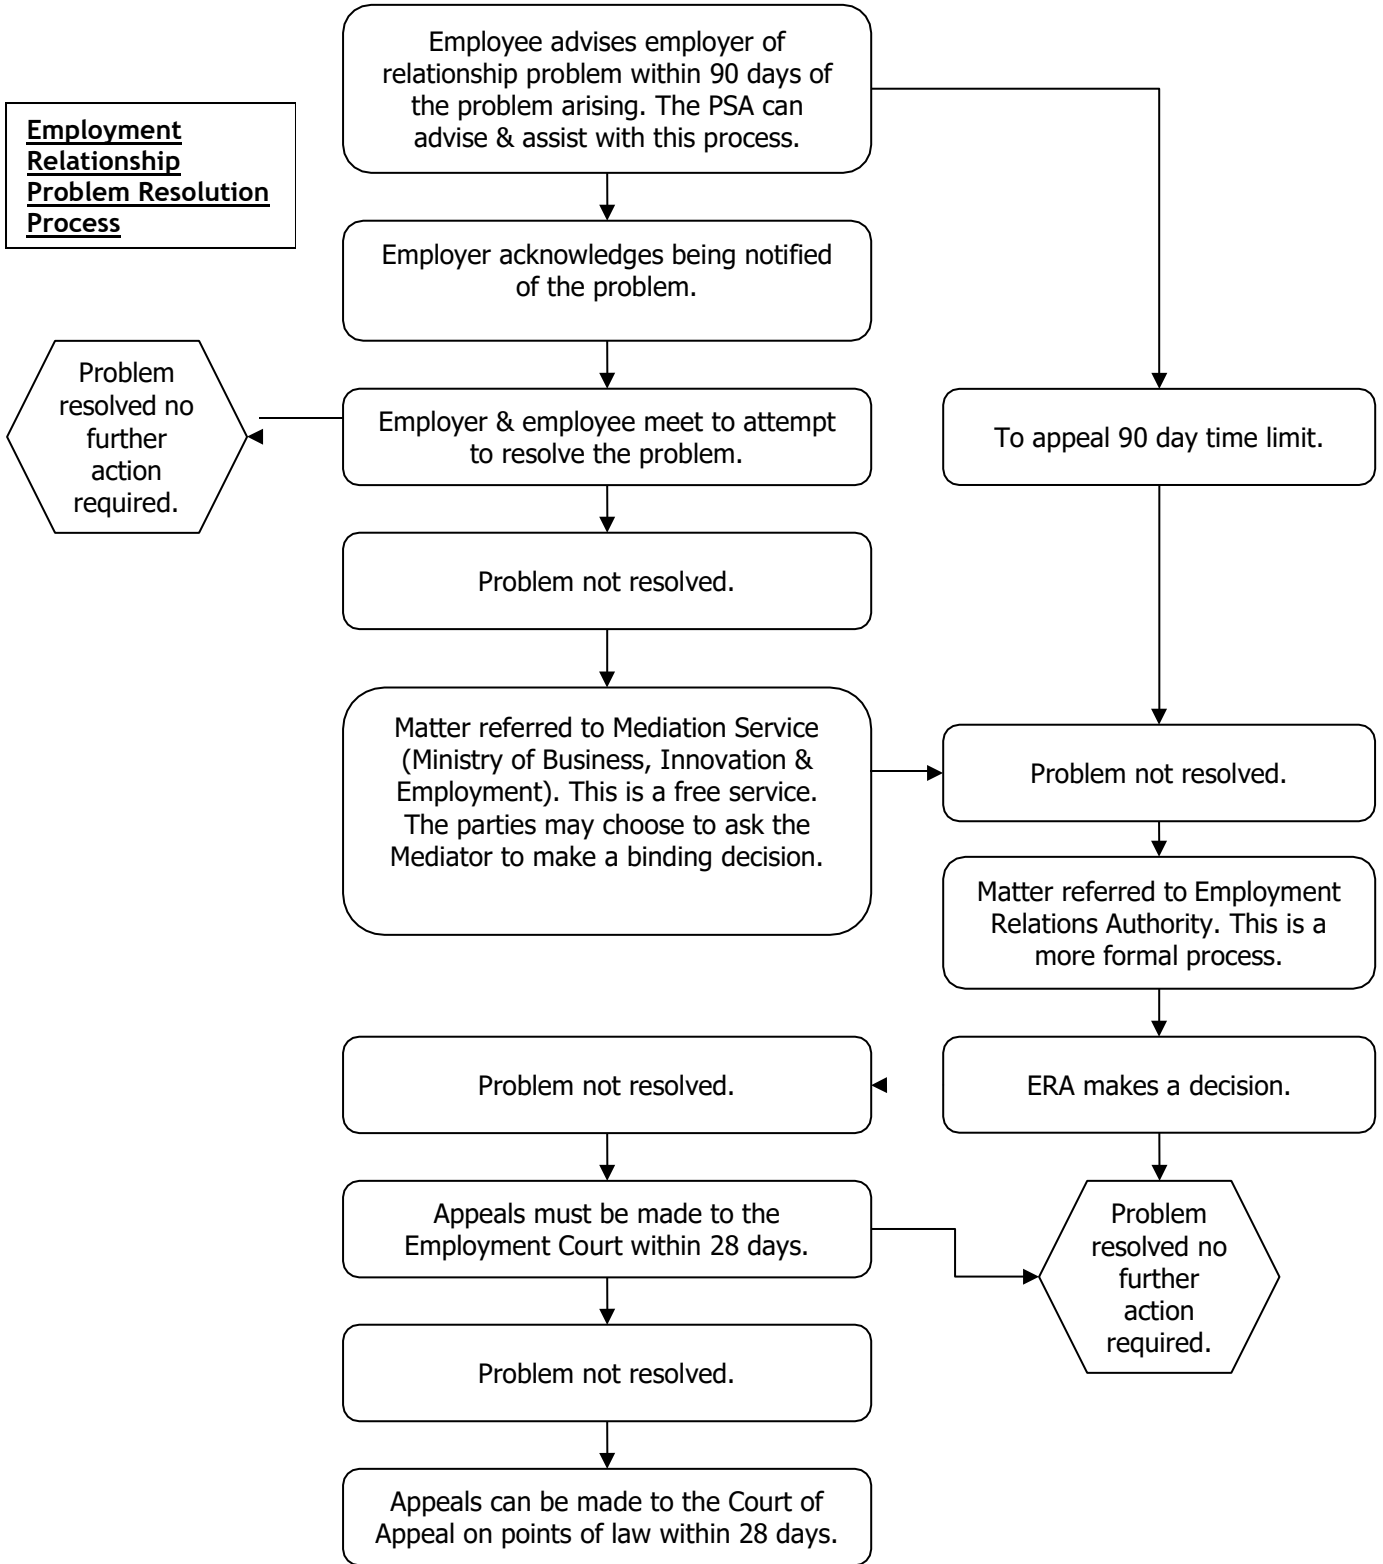 Employment
Relationship
Problem Resolution
Process
Employee advises employer of
relationship problem within 90 days of
the problem arising. The PSA can
advise & assist with this process.
Employer acknowledges being notified
of the problem.
Problem
resolved no
further
action
required.
Employer & employee meet to attempt
to resolve the problem.
To appeal 90 day time limit.
Problem not resolved.
Matter referred to Mediation Service
(Ministry of Business, Innovation &
Employment). This is a free service.
The parties may choose to ask the
Mediator to make a binding decision.
Problem not resolved.
Matter referred to Employment
Relations Authority. This is a
more formal process.
ERA makes a decision.
Problem not resolved.
Appeals must be made to the
Employment Court within 28 days.
Problem
resolved no
further
action
required.
Problem not resolved.
Appeals can be made to the Court of
Appeal on points of law within 28 days.